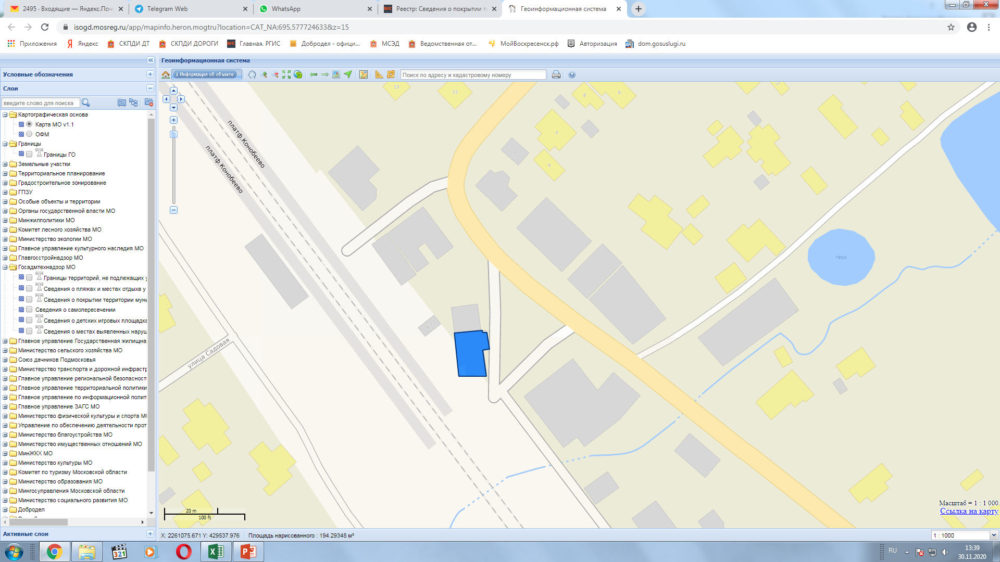 2495 · Входящие — Яндекс.Поч
Telegram Web
WhatsApp
Реестр: Сведения о покрытии т
Геоинформационная система
isogd.mosreg.ru/app/mapinfo.heron.mogtru?location=CAT_NA:695,577724633&z=15
Приложения
Яндекс
СКПДИ ДТ
СКПДИ ДОРОГИ
Главная. РГИС
Добродел - офици...
МСЭД
Ведомственная от...
МойВоскресенск.рф
Авторизация
dom.gosuslugi.ru
Геоинформационная система
Условные обозначения
Информация об объекте
Поиск по адресу и кадастровому номеру
Слои
введите слово для поиска
Картографическая основа
Карта МО v1.1
ОФМ
Границы
Границы ГО
Земельные участки
Территориальное планирование
Градостроительное зонирование
ГПЗУ
Особые объекты и территории
Органы государственной власти МО
Минжилполитики МО
Комитет лесного хозяйства МО
Министерство экологии МО
Главное управление культурного наследия МО
Главгосстройнадзор МО
Госадмтехнадзор МО
Границы территорий, не подлежащих у
Сведения о пляжах и местах отдыха у
Сведения о покрытии территории муни
Сведения о самопересечении
Сведения о детских игровых площадка
Сведения о местах выявленных наруш
Главное управление Государственная жилищна
Министерство сельского хозяйства МО
Союз дачников Подмосковья
Министерство транспорта и дорожной инфрастр
Главное управление региональной безопасност
Главное управление территориальной политики
Главное управление по информационной полит
Главное управление ЗАГС МО
Министерство физической культуры и спорта МО
Управление по обеспечению деятельности прот
Министерство благоустройства МО
Министерство имущественных отношений МО
МинЖКХ МО
Министерство культуры МО
Комитет по туризму Московской области
Министерство образования МО
Мингосуправления Московской области
Министерство социального развития МО
Добродел
Активные слои
платф.Конобеево
платф.Конобеево
улица Садовая
13
13
8
8
4
4
2
2
пруд
20 m
100 ft
Масштаб = 1 : 1 000
Ссылка на карту
X: 2261075.671 Y: 429537.976
Площадь нарисованного : 194.29348 м²
1 : 1000
321
RU
13:39
30.11.2020